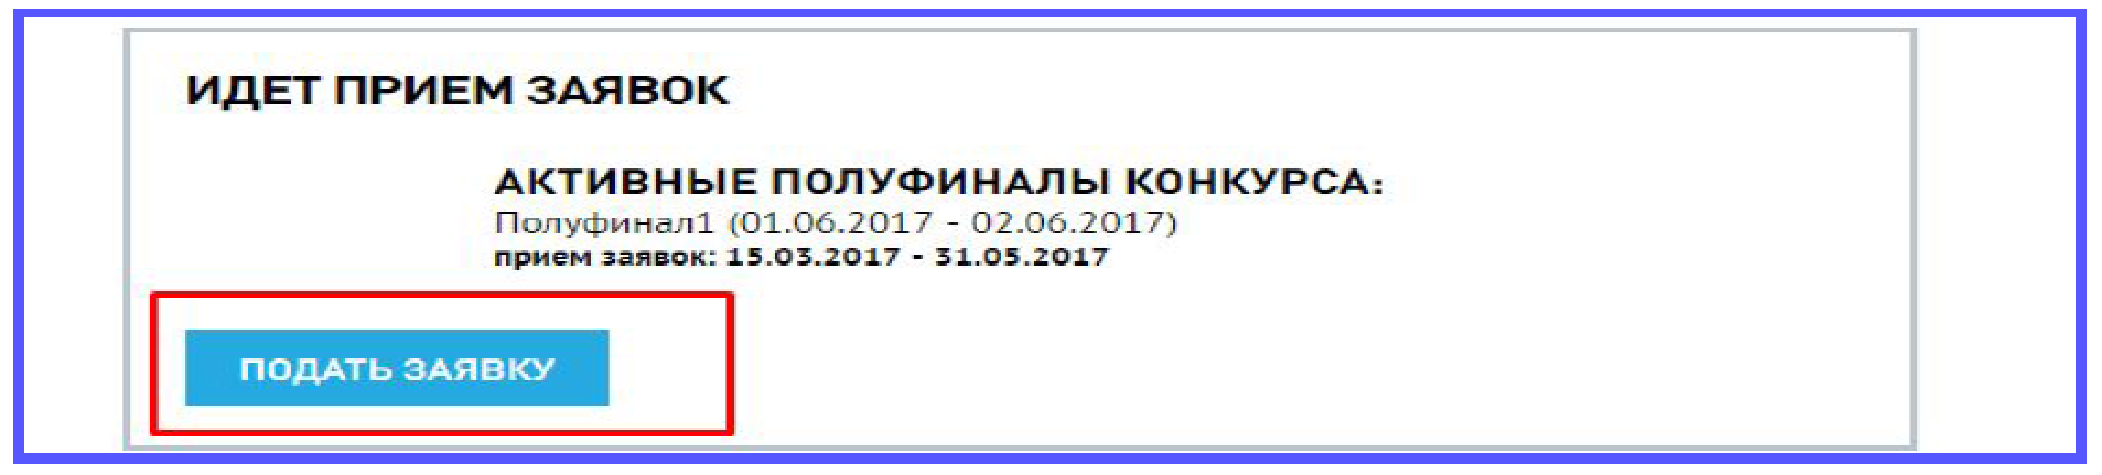 ИДЕТ ПРИЕМ ЗАЯВОК
АКТИВНЫЕ ПОЛУФИНАЛЫ КОНКУРСА:
Полуфинал1 (01.06.2017 - 02.06.2017)
прием заявок: 15.03.2017 - 31.05.2017
ПОДАТЬ ЗАЯВКУ